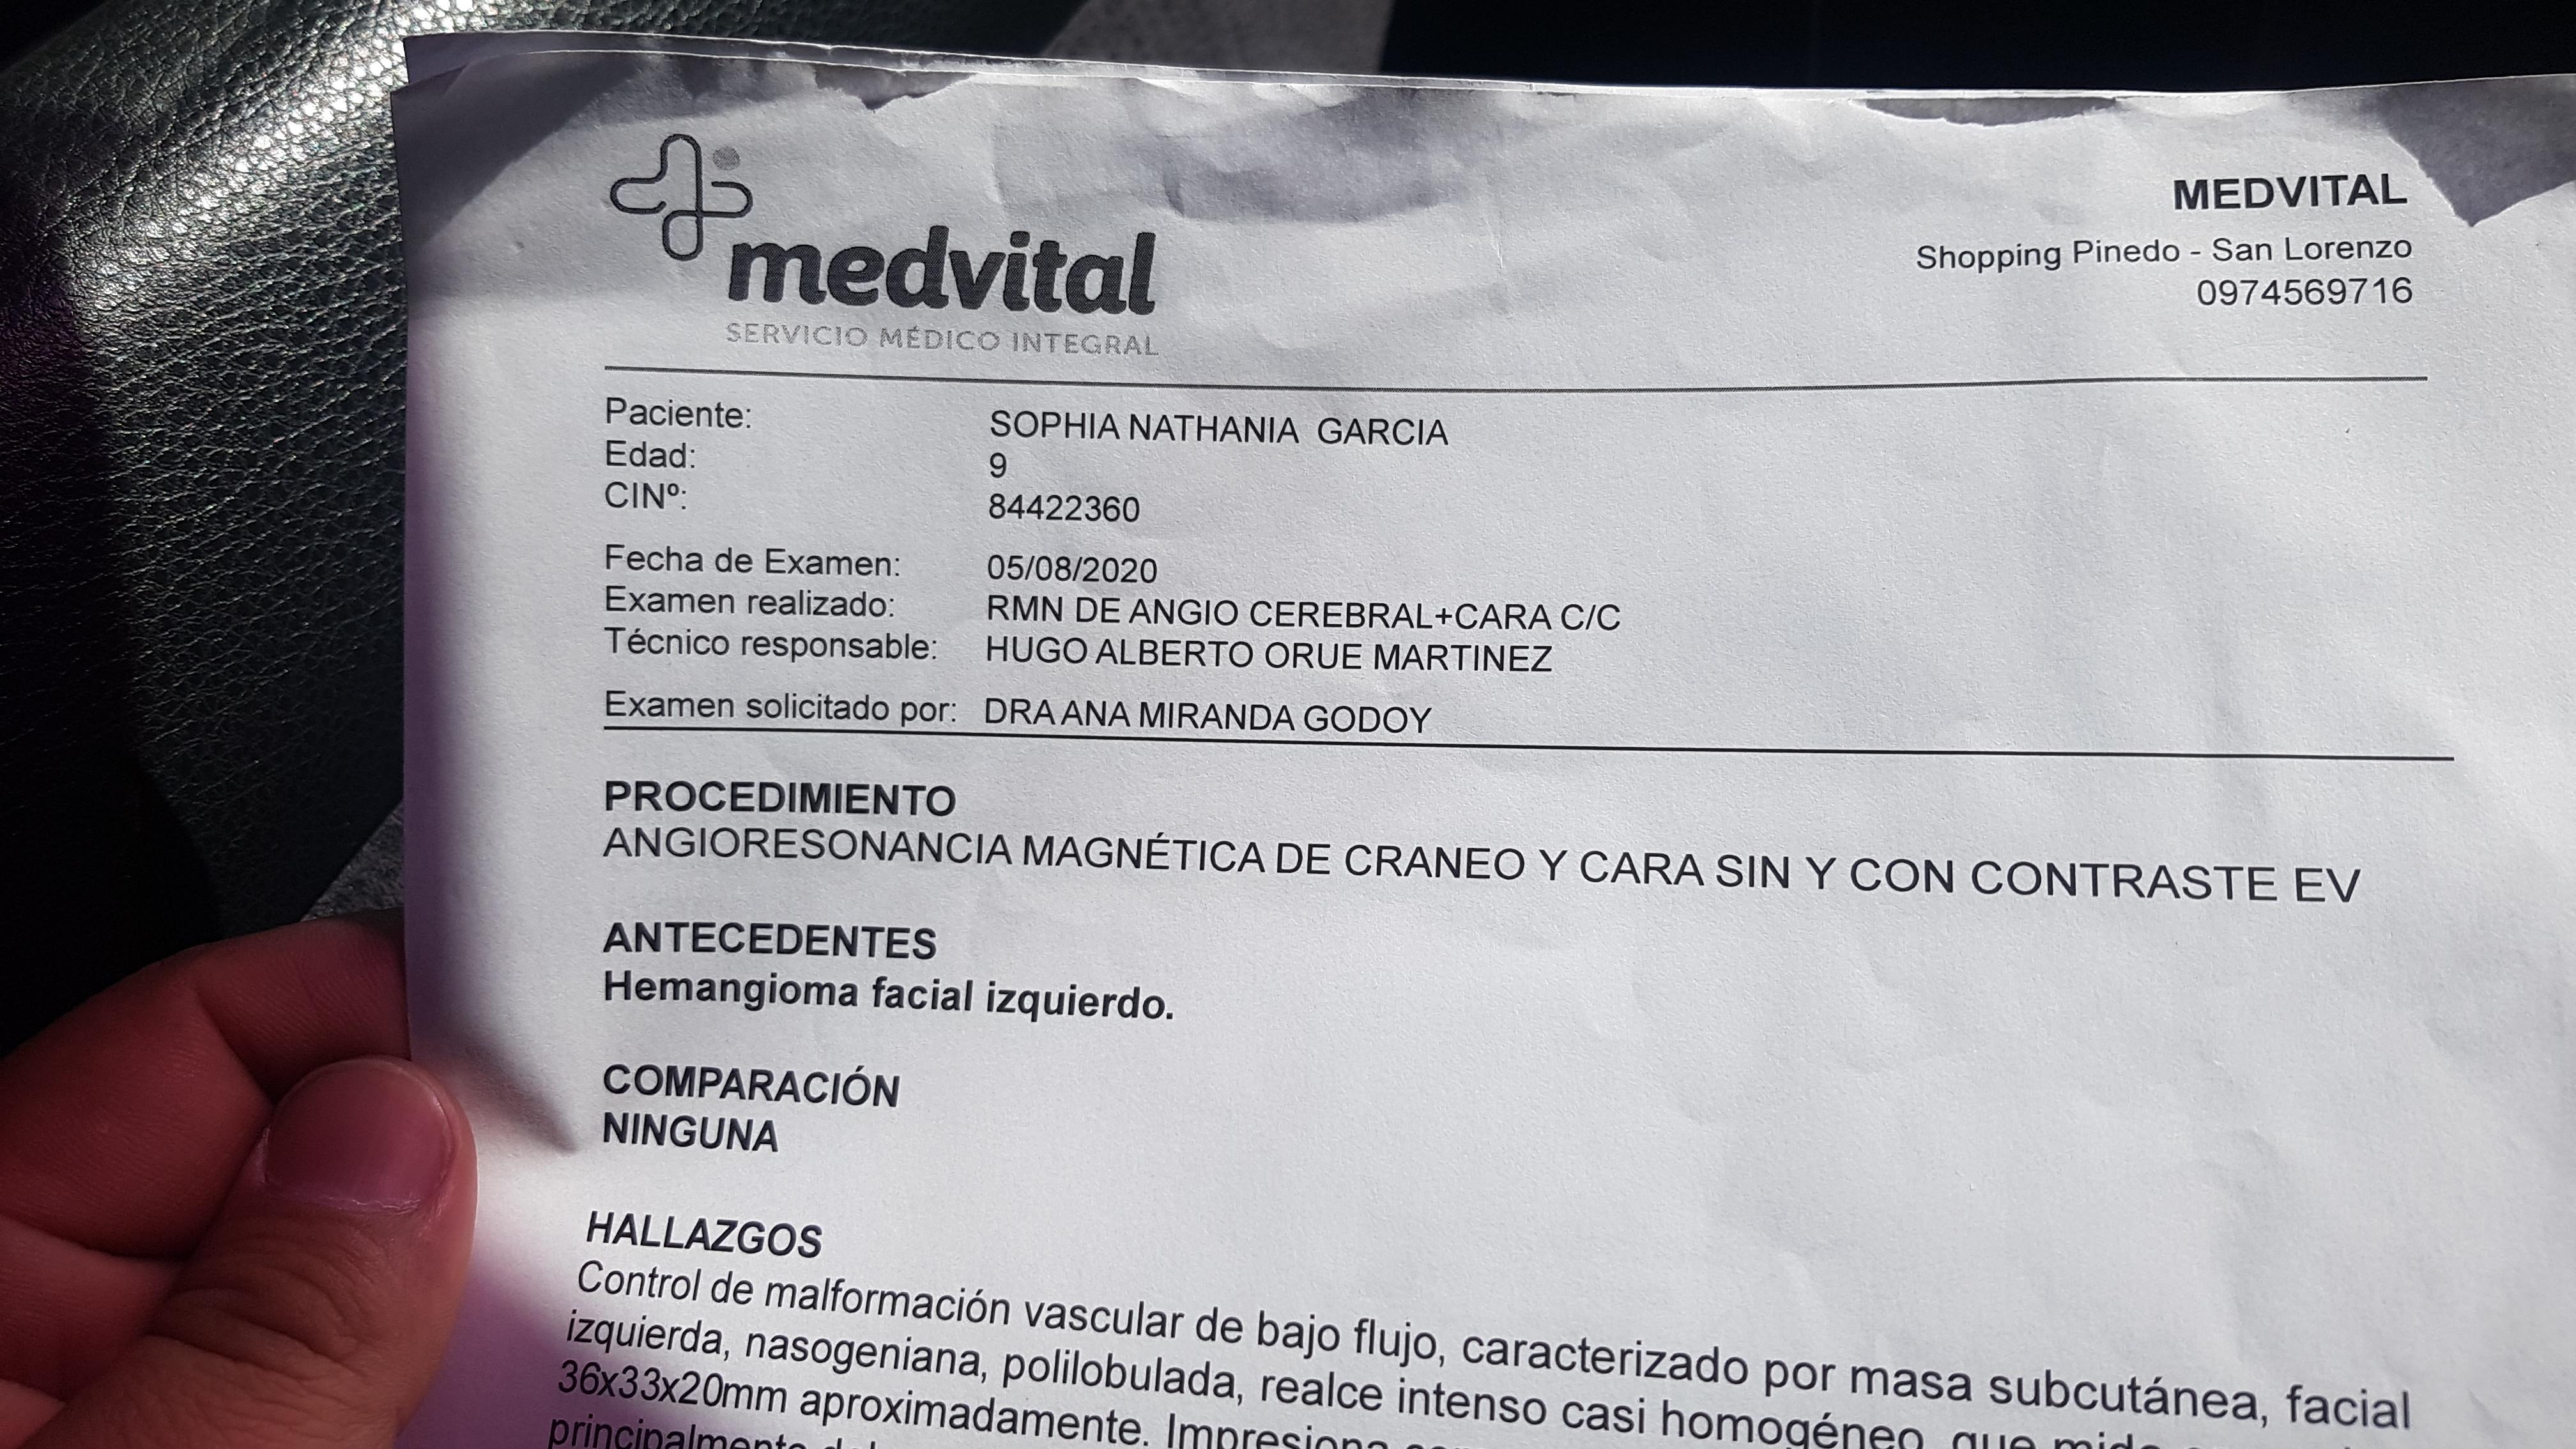 medvital
SERVICIO MÉDICO INTEGRAL
MEDVITAL
Shopping Pinedo - San Lorenzo
0974569716
Paciente: SOPHIA NATHANIA GARCIA
Edad: 9
CINº: 84422360
Fecha de Examen: 05/08/2020
Examen realizado: RMN DE ANGIO CEREBRAL+CARA C/C
Técnico responsable: HUGO ALBERTO ORUE MARTINEZ
Examen solicitado por: DRA ANA MIRANDA GODOY
PROCEDIMIENTO
ANGIORESONANCIA MAGNÉTICA DE CRANEO Y CARA SIN Y CON CONTRASTE EV
ANTECEDENTES
Hemangioma facial izquierdo.
COMPARACIÓN
NINGUNA
HALLAZGOS
Control de malformación vascular de bajo flujo, caracterizado por masa subcutánea, facial
izquierda, nasogeniana, polilobulada, realce intenso casi homogéneo, que mide
36x33x20mm aproximadamente. Impresiona
principalmente